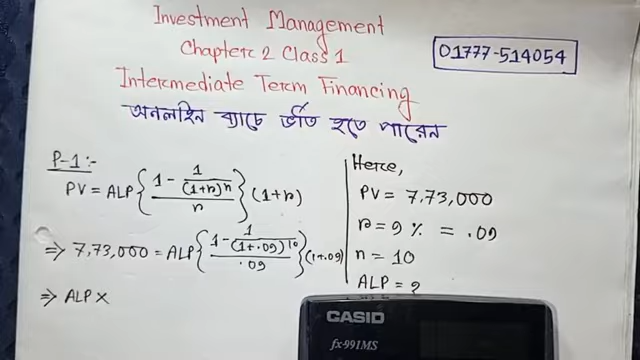 Investment Management
Chapter 2 Class 1
01777-514054
Intermediate Term Financing
অনলাইন ব্যাচে ভর্তি হতে পারেন
P-1:-
PV = ALP { (1 - 1/(1+r)^n) / r } (1+r)
⇒ 7,73,000 = ALP { (1 - 1/(1+.09)^10) / .09 } (1+.09)
⇒ ALP ×
Here,
PV = 7,73,000
r = 9 % = .09
n = 10
ALP = ?
CASIO
fx-991MS